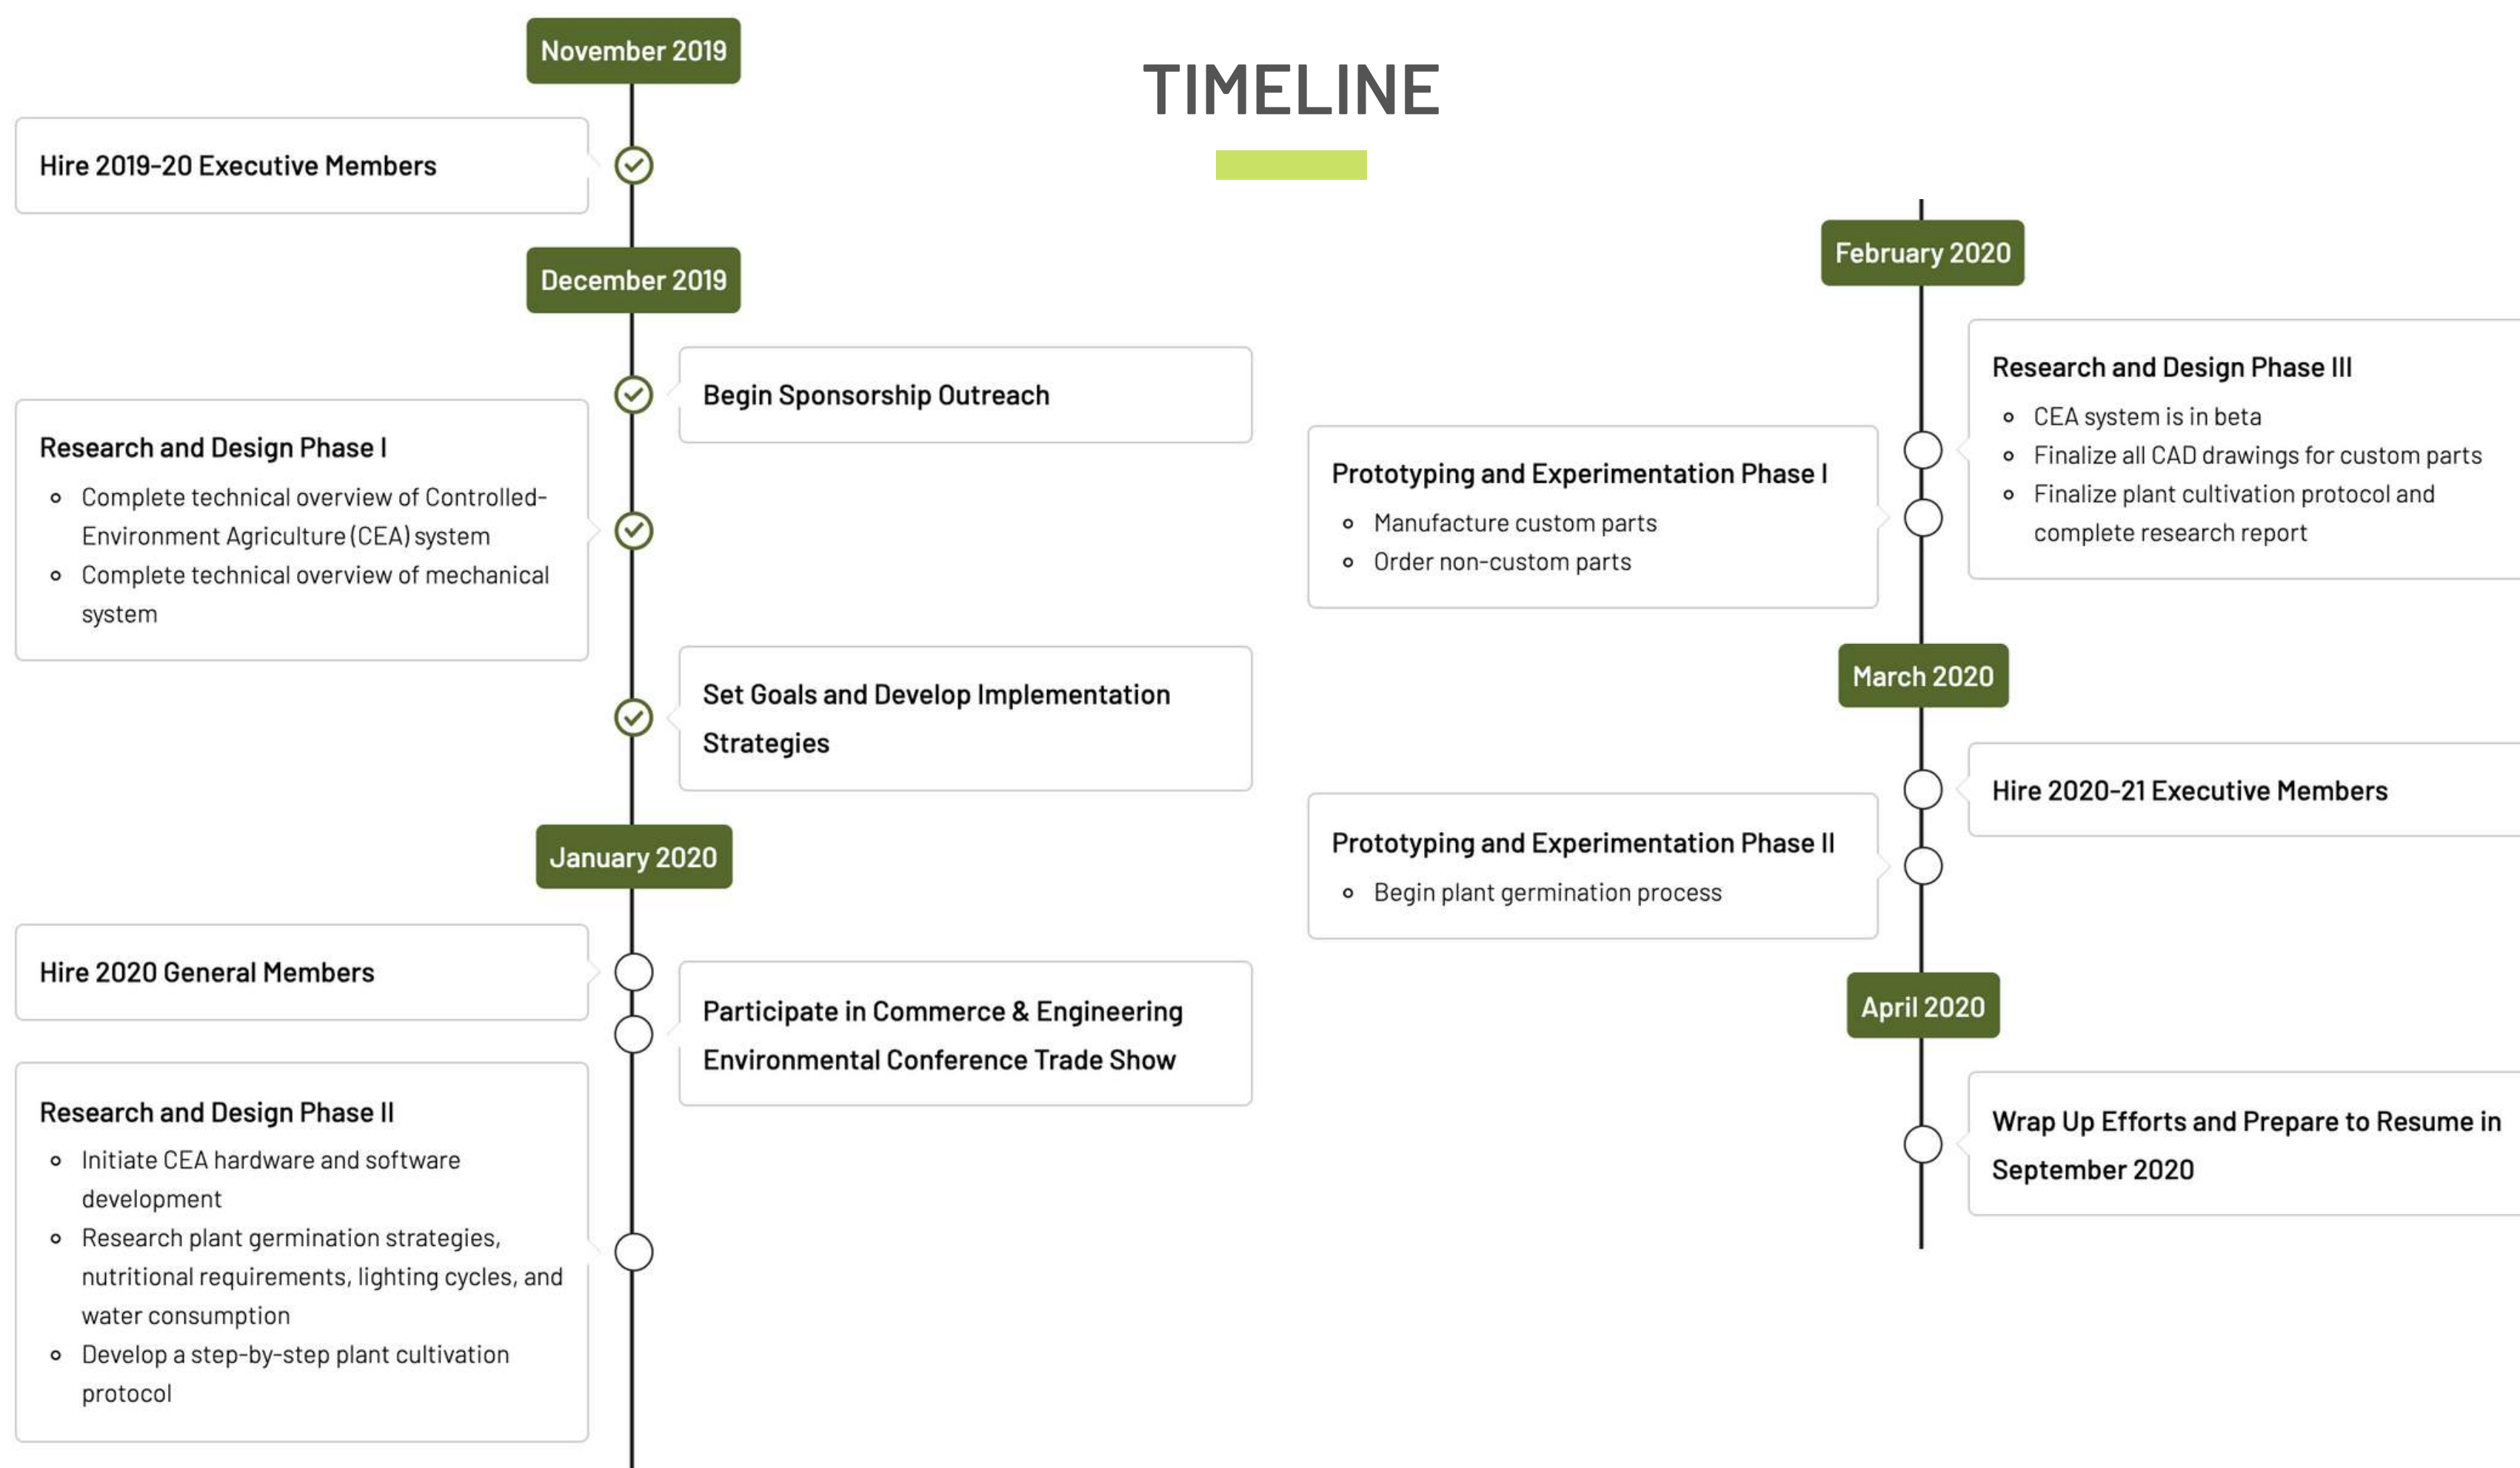 TIMELINE
November 2019
Hire 2019-20 Executive Members
December 2019
Begin Sponsorship Outreach
Research and Design Phase I
Complete technical overview of Controlled-
Environment Agriculture (CEA) system
Complete technical overview of mechanical
system
Set Goals and Develop Implementation
Strategies
January 2020
Hire 2020 General Members
Participate in Commerce & Engineering
Environmental Conference Trade Show
Research and Design Phase II
Initiate CEA hardware and software
development
Research plant germination strategies,
nutritional requirements, lighting cycles, and
water consumption
Develop a step-by-step plant cultivation
protocol
February 2020
Research and Design Phase III
CEA system is in beta
Finalize all CAD drawings for custom parts
Finalize plant cultivation protocol and
complete research report
Prototyping and Experimentation Phase I
Manufacture custom parts
Order non-custom parts
March 2020
Hire 2020-21 Executive Members
Prototyping and Experimentation Phase II
Begin plant germination process
April 2020
Wrap Up Efforts and Prepare to Resume in
September 2020